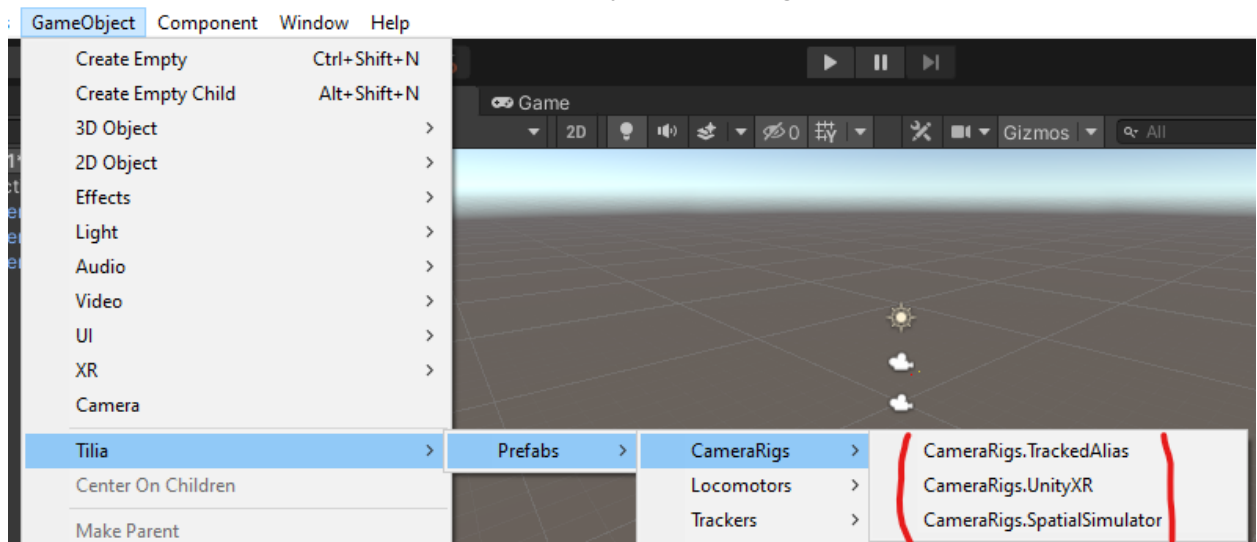 GameObject Component Window Help
Create Empty Ctrl+Shift+N
Create Empty Child Alt+Shift+N
Game
3D Object
2D 0 Gizmos All
2D Object
Effects
Light
Audio
Video
UI
XR
Camera
Tilia Prefabs CameraRigs CameraRigs.TrackedAlias
Center On Children Locomotors CameraRigs.UnityXR
Make Parent Trackers CameraRigs.SpatialSimulator